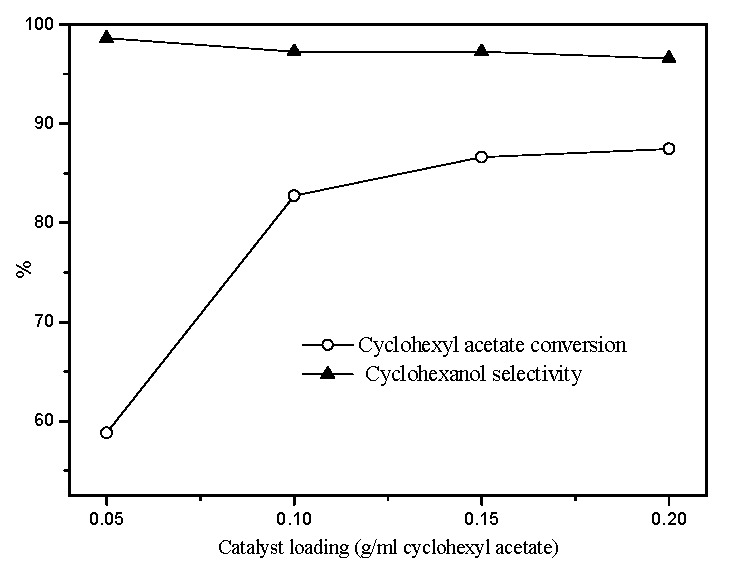 100
90
80
70
60
%
Cyclohexyl acetate conversion
Cyclohexanol selectivity
0.05 0.10 0.15 0.20
Catalyst loading (g/ml cyclohexyl acetate)